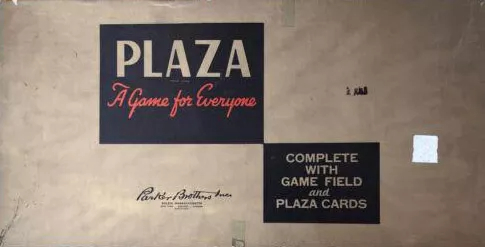 PLAZA
A Game for Everyone
COMPLETE
WITH
GAME FIELD
and
PLAZA CARDS
Parker Brothers Inc.